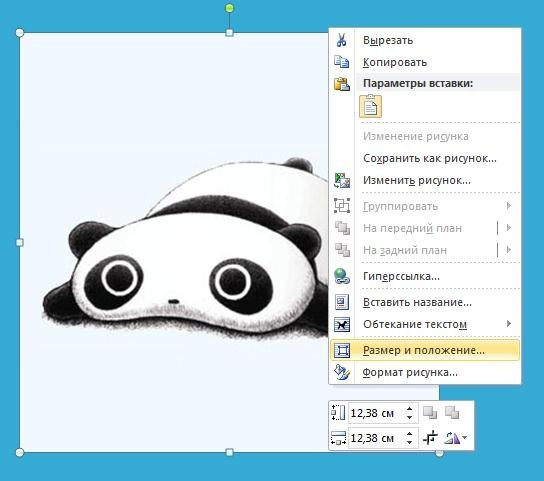 Вырезать
Копировать
Параметры вставки:
Изменение рисунка
Сохранить как рисунок...
Изменить рисунок...
Группировать
На передний план
На задний план
Гиперссылка...
Вставить название...
Обтекание текстом
Размер и положение...
Формат рисунка...
12,38 см
12,38 см